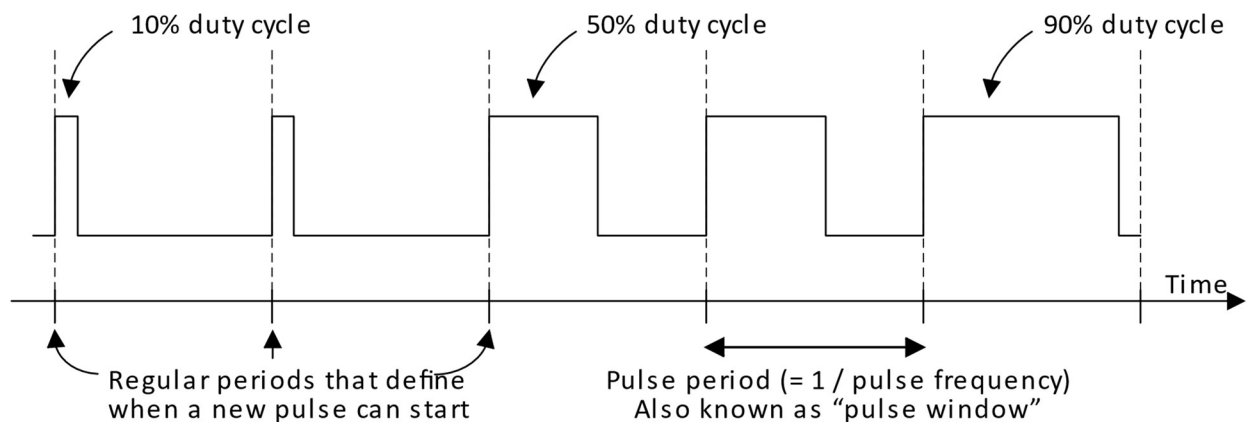 10% duty cycle
50% duty cycle
90% duty cycle
Time
Regular periods that define
when a new pulse can start
Pulse period (= 1 / pulse frequency)
Also known as “pulse window”